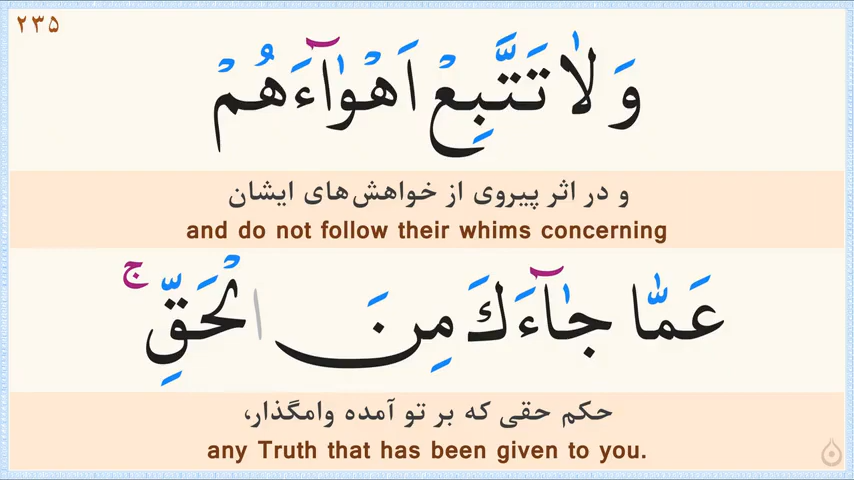 ۲۳۵
وَلٰا تَتَّبِعْ اَهْوٰآءَهُمْ
و در اثر پیروی از خواهش‌های ایشان
and do not follow their whims concerning
عَمّٰا جٰآءَكَ مِنَ الْحَقِّ ۚ
حکم حقی که بر تو آمده وامگذار،
any Truth that has been given to you.